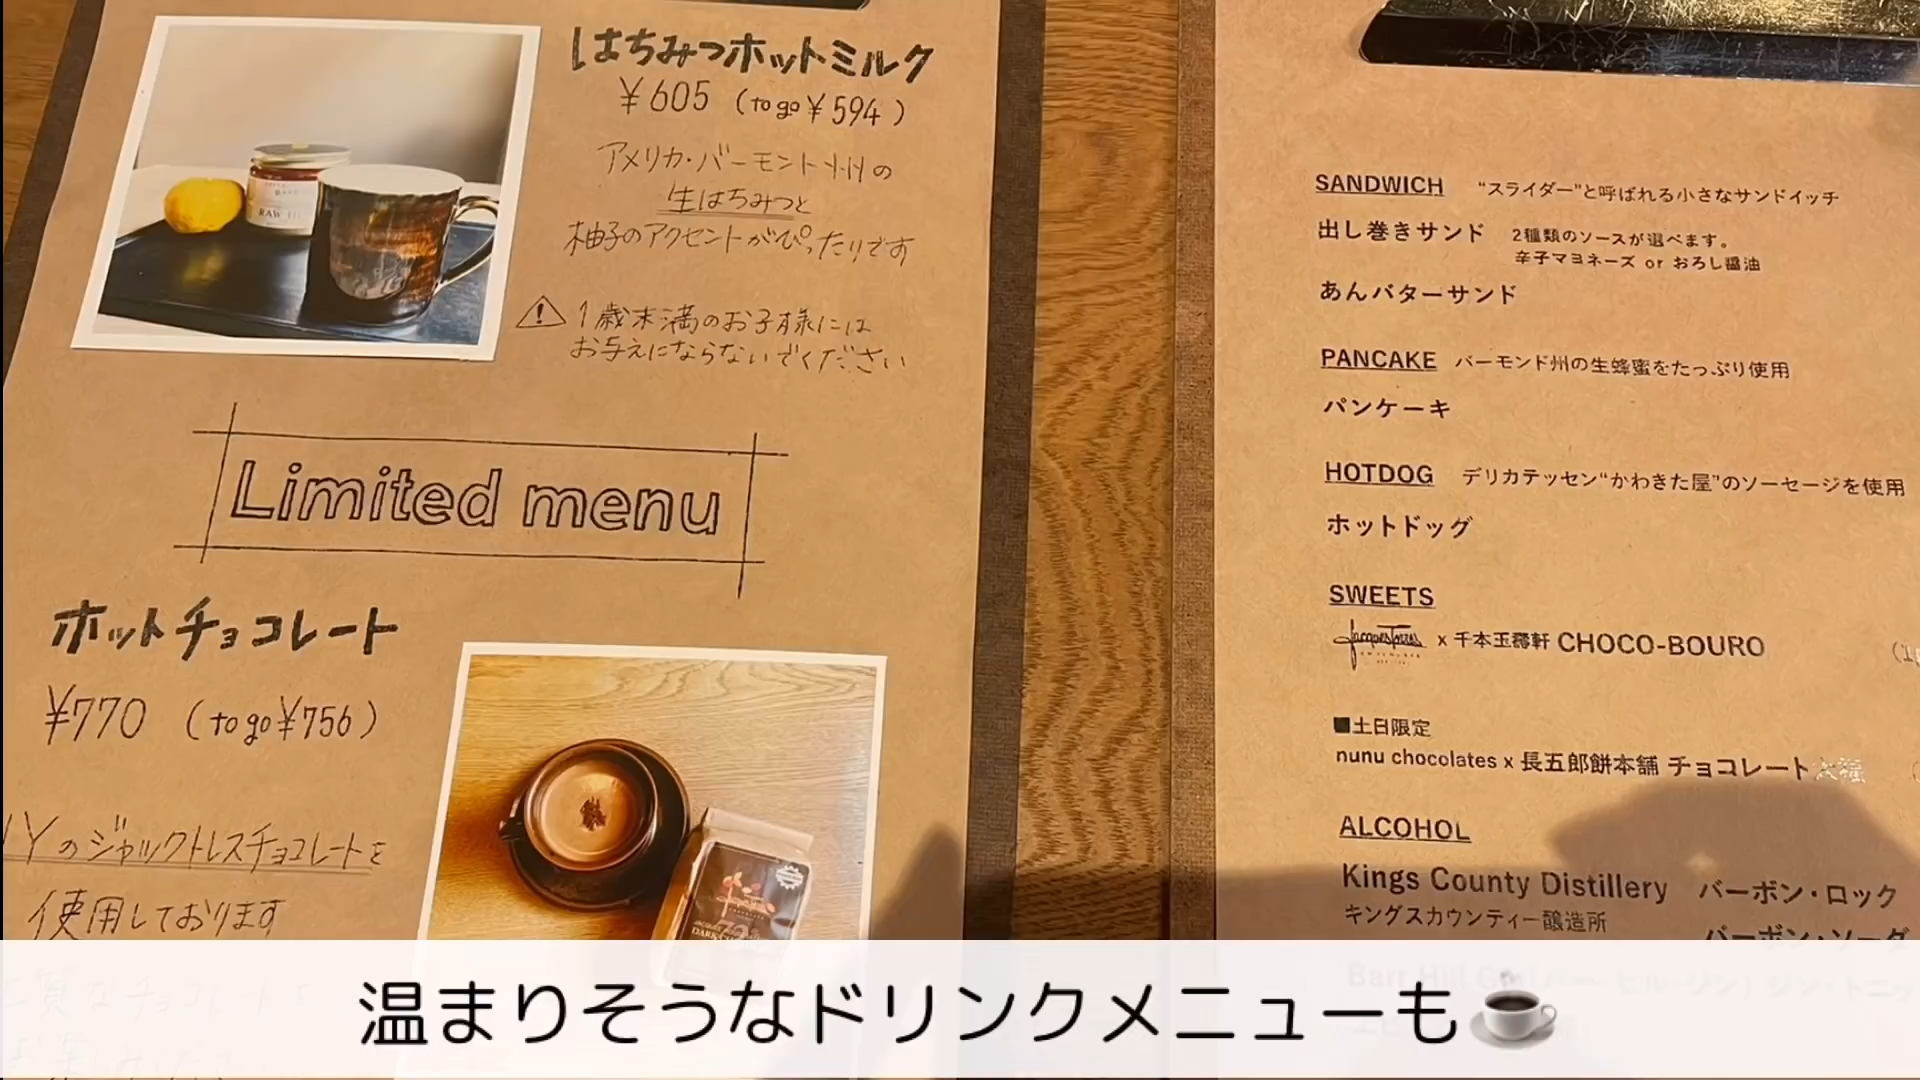 はちみつホットミルク
¥605 (to go ¥594)
アメリカ・バーモント州の
生はちみつと
柚子のアクセントがぴったりです
1歳未満のお子様には
お与えにならないでください
Limited menu
ホットチョコレート
¥770 (to go ¥756)
NYのジャックトレスチョコレートを
使用しております
RAW
DARK
SANDWICH “スライダー”と呼ばれる小さなサンドイッチ
出し巻きサンド 2種類のソースが選べます。
辛子マヨネーズ or おろし醤油
あんバターサンド
PANCAKE バーモンド州の生蜂蜜をたっぷり使用
パンケーキ
HOTDOG デリカテッセン“かわきた屋”のソーセージを使用
ホットドッグ
SWEETS
Jacques Torres x 千本玉壽軒 CHOCO-BOURO
■土日限定
nunu chocolates x 長五郎餅本舗 チョコレート大福
ALCOHOL
Kings County Distillery バーボン・ロック
キングスカウンティー醸造所
バーボン・ソーダ
温まりそうなドリンクメニューも☕